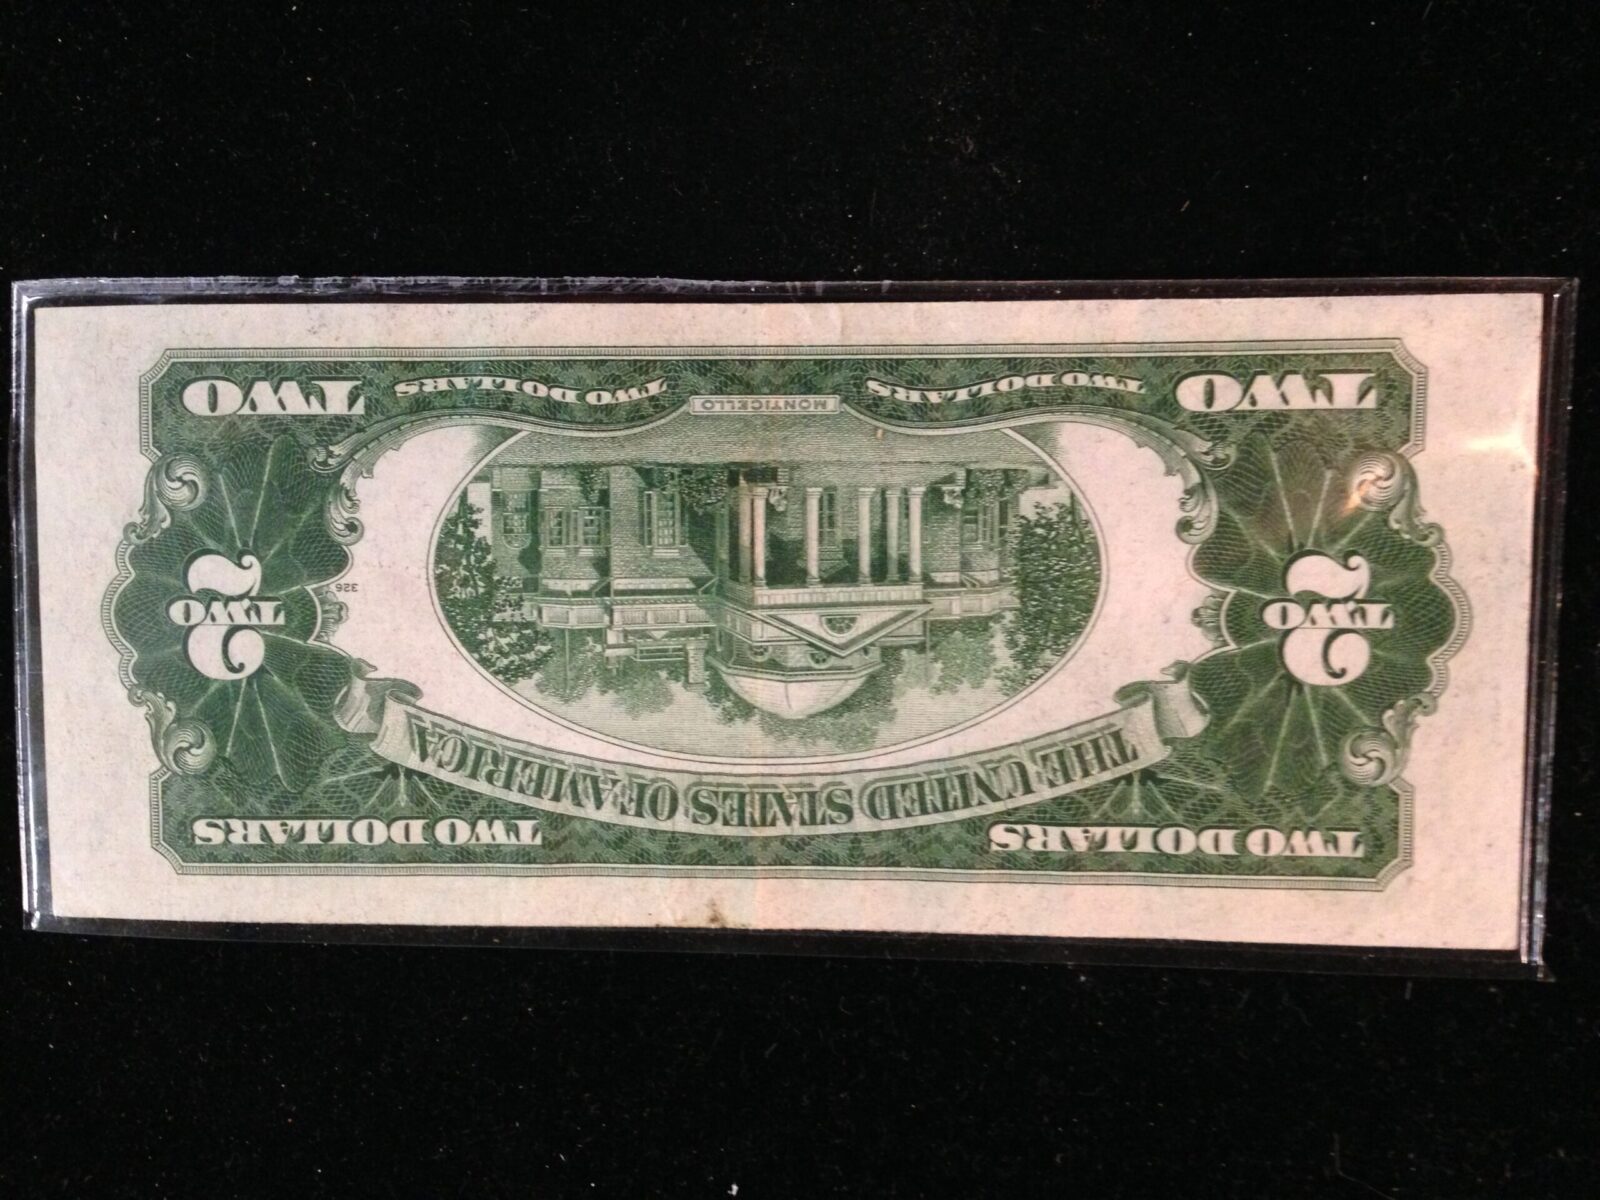 TWO DOLLARS TWO DOLLARS
THE UNITED STATES OF AMERICA
2 TWO 2 TWO
326
MONTICELLO
TWO TWO DOLLARS TWO DOLLARS TWO